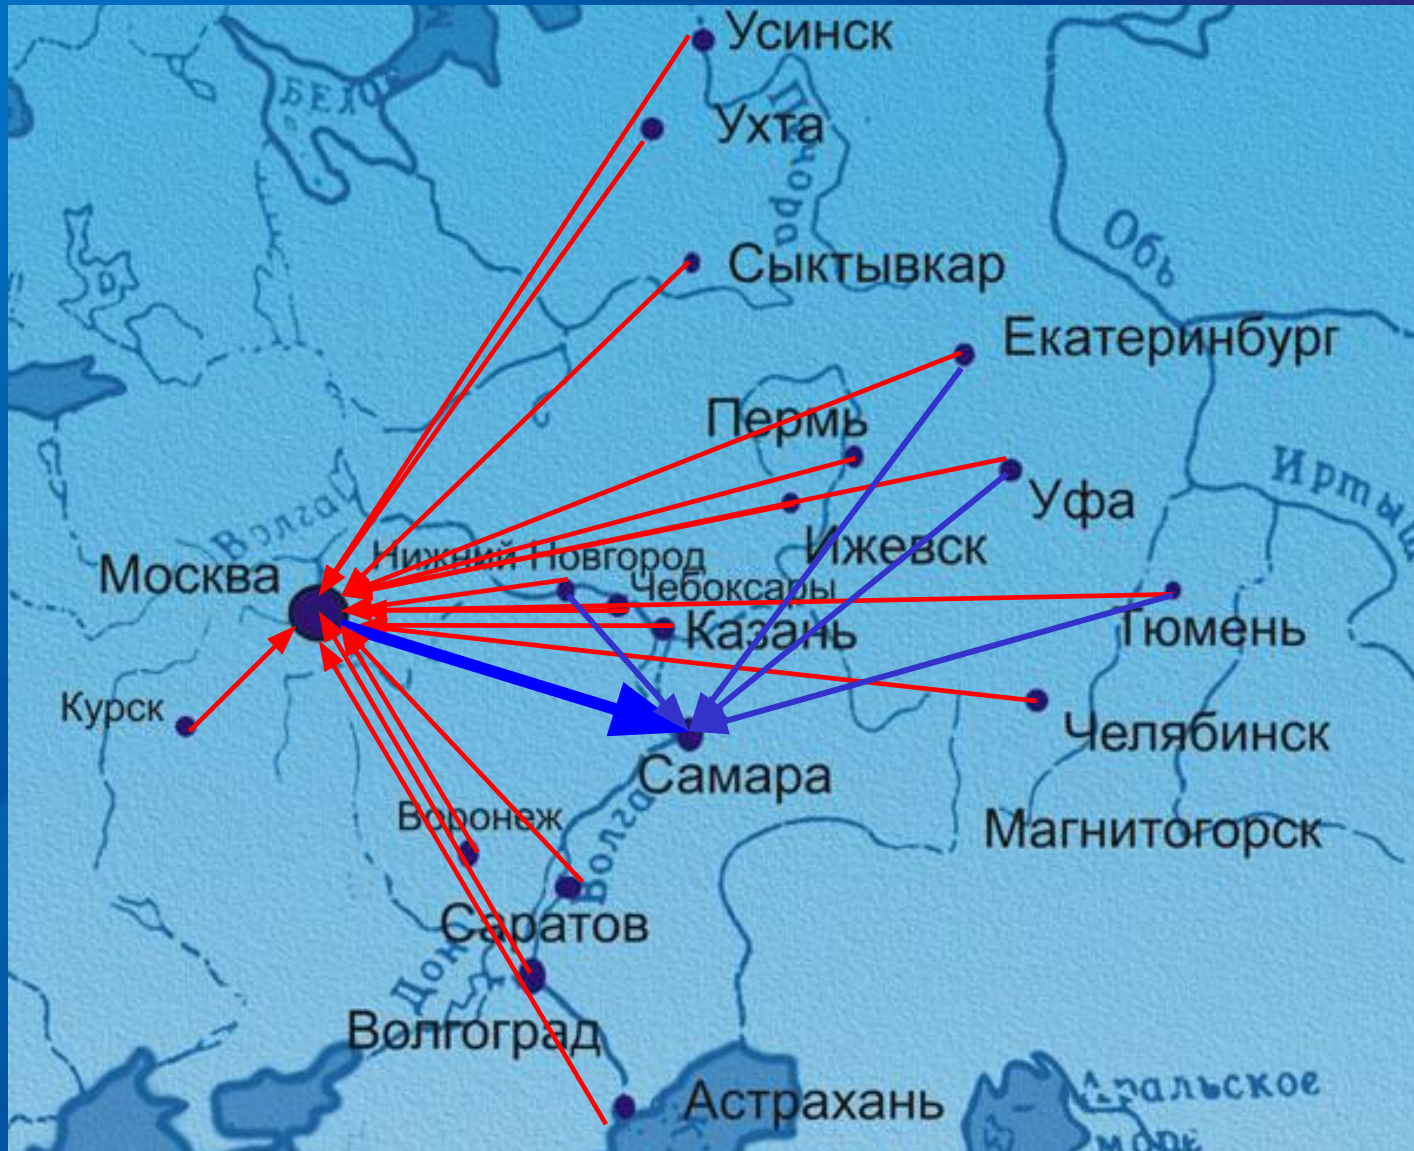 Усинск
БЕЛОЕ
Ухта
Печора
Обь
Сыктывкар
Екатеринбург
Пермь
Иртыш
Уфа
Волга
Ижевск
Нижний Новгород
Москва
Чебоксары
Казань
Тюмень
Курск
Челябинск
Самара
Волга
Воронеж
Магнитогорск
Саратов
Дон
Волгоград
Астрахань
Аральское
море